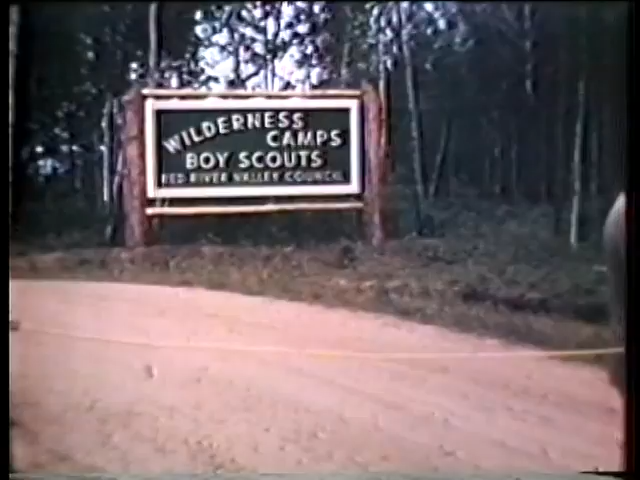 WILDERNESS
CAMPS
BOY SCOUTS
RED RIVER VALLEY COUNCIL